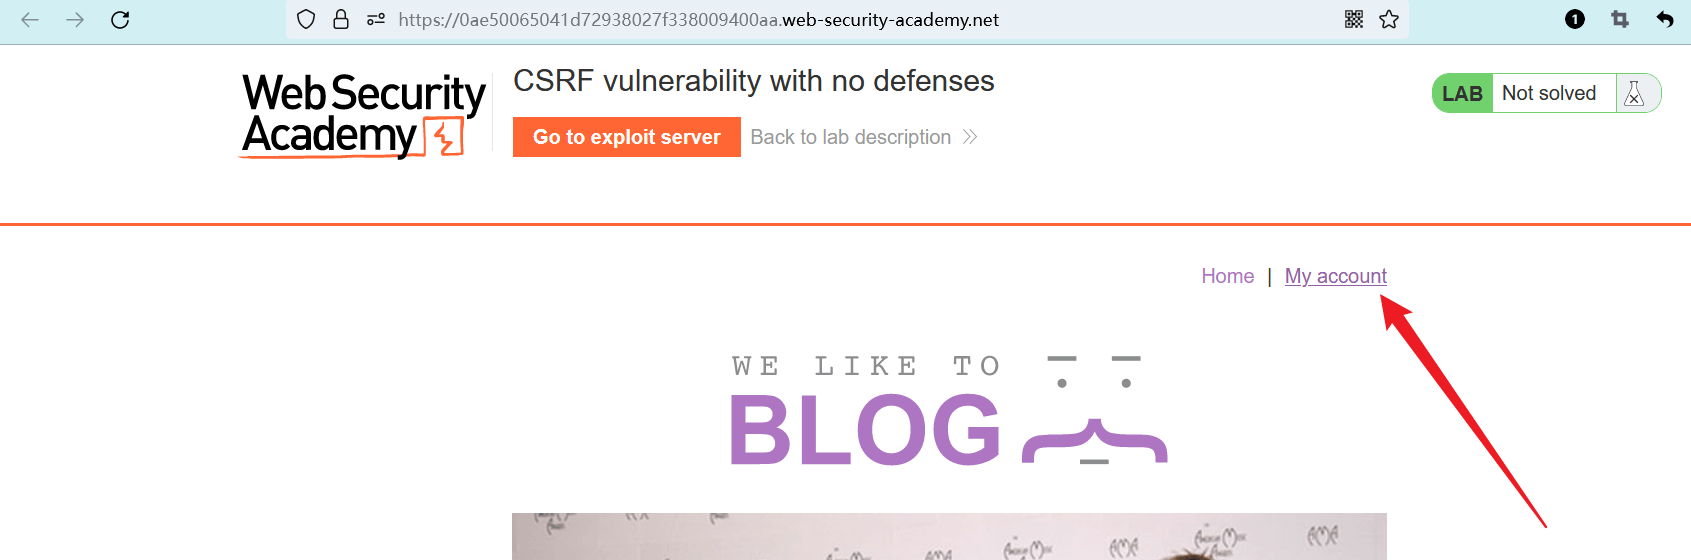 https://0ae50065041d72938027f338009400aa.web-security-academy.net
1
Web Security
Academy
CSRF vulnerability with no defenses
Go to exploit server
Back to lab description
LAB
Not solved
Home | My account
WE LIKE TO
BLOG